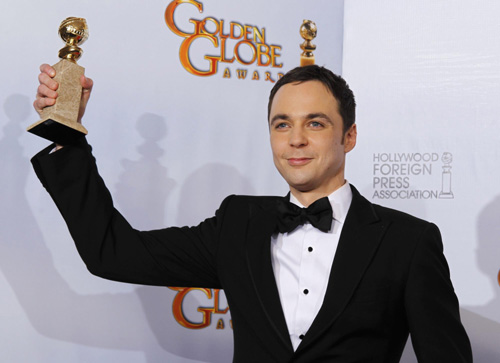 GOLDEN
GLOBE
AWARDS
HOLLYWOOD
FOREIGN
PRESS
ASSOCIATION